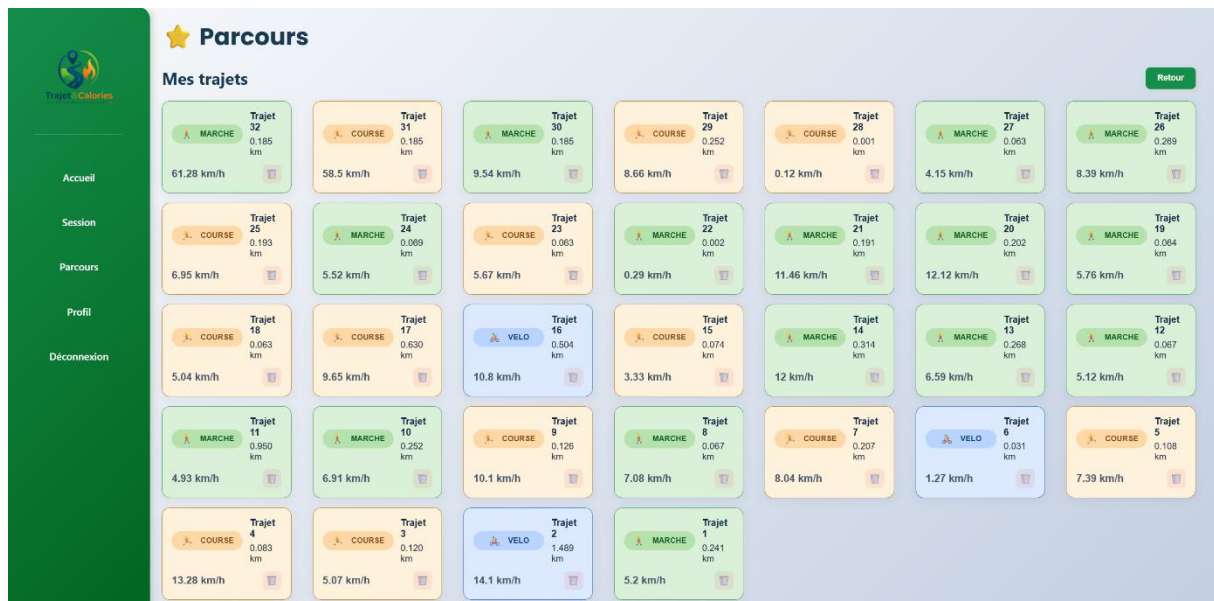 Trajet & Calories
Accueil
Session
Parcours
Profil
Déconnexion
Parcours
Mes trajets
Retour
MARCHE
Trajet
32
0.185
km
61.28 km/h
COURSE
Trajet
31
0.185
km
58.5 km/h
MARCHE
Trajet
30
0.185
km
9.54 km/h
COURSE
Trajet
29
0.252
km
8.66 km/h
COURSE
Trajet
28
0.001
km
0.12 km/h
MARCHE
Trajet
27
0.063
km
4.15 km/h
MARCHE
Trajet
26
0.269
km
8.39 km/h
COURSE
Trajet
25
0.193
km
6.95 km/h
MARCHE
Trajet
24
0.069
km
5.52 km/h
COURSE
Trajet
23
0.063
km
5.67 km/h
MARCHE
Trajet
22
0.002
km
0.29 km/h
MARCHE
Trajet
21
0.191
km
11.46 km/h
MARCHE
Trajet
20
0.202
km
12.12 km/h
MARCHE
Trajet
19
0.064
km
5.76 km/h
COURSE
Trajet
18
0.063
km
5.04 km/h
COURSE
Trajet
17
0.630
km
9.65 km/h
VELO
Trajet
16
0.504
km
10.8 km/h
COURSE
Trajet
15
0.074
km
3.33 km/h
MARCHE
Trajet
14
0.314
km
12 km/h
MARCHE
Trajet
13
0.268
km
6.59 km/h
MARCHE
Trajet
12
0.067
km
5.12 km/h
MARCHE
Trajet
11
0.950
km
4.93 km/h
MARCHE
Trajet
10
0.252
km
6.91 km/h
COURSE
Trajet
9
0.126
km
10.1 km/h
MARCHE
Trajet
8
0.067
km
7.08 km/h
COURSE
Trajet
7
0.207
km
8.04 km/h
VELO
Trajet
6
0.031
km
1.27 km/h
COURSE
Trajet
5
0.108
km
7.39 km/h
COURSE
Trajet
4
0.083
km
13.28 km/h
COURSE
Trajet
3
0.120
km
5.07 km/h
VELO
Trajet
2
1.489
km
14.1 km/h
MARCHE
Trajet
1
0.241
km
5.2 km/h